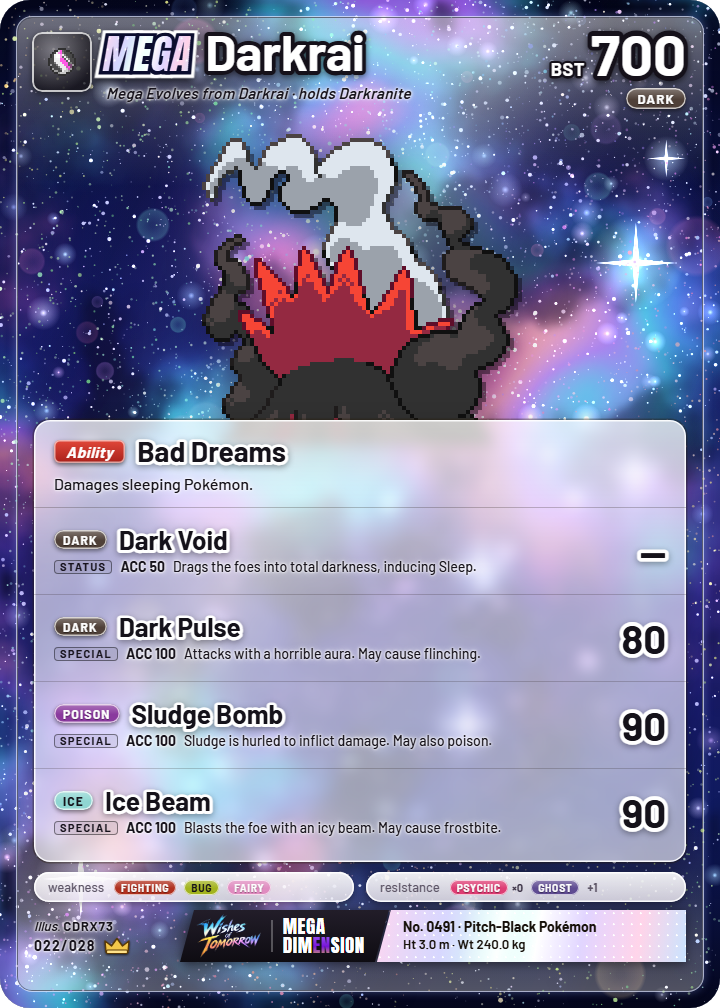 MEGA Darkrai
BST 700
Mega Evolves from Darkrai · holds Darkranite
DARK
Ability Bad Dreams
Damages sleeping Pokémon.
DARK Dark Void
STATUS ACC 50 Drags the foes into total darkness, inducing Sleep.
—
DARK Dark Pulse
SPECIAL ACC 100 Attacks with a horrible aura. May cause flinching.
80
POISON Sludge Bomb
SPECIAL ACC 100 Sludge is hurled to inflict damage. May also poison.
90
ICE Ice Beam
SPECIAL ACC 100 Blasts the foe with an icy beam. May cause frostbite.
90
weakness FIGHTING BUG FAIRY
resistance PSYCHIC ×0 GHOST +1
Illus. CDRX73
022/028
Wishes of TOMORROW
MEGA DIMENSION
No. 0491 · Pitch-Black Pokémon
Ht 3.0 m · Wt 240.0 kg